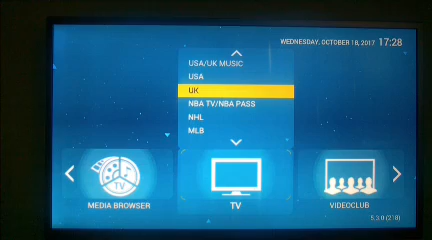 WEDNESDAY, OCTOBER 18, 2017 17:28
USA/UK MUSIC
USA
UK
NBA TV/NBA PASS
NHL
MLB
TV
MEDIA BROWSER
TV
VIDEOCLUB
5.3.0 (218)